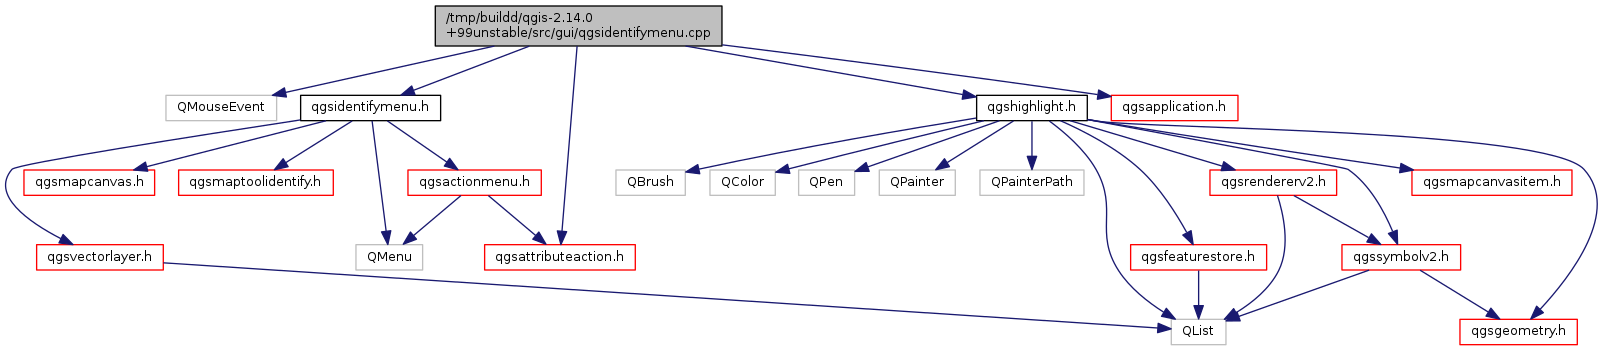 /tmp/buildd/qgis-2.14.0
+99unstable/src/gui/qgsidentifymenu.cpp
QMouseEvent
qgsidentifymenu.h
qgshighlight.h
qgsapplication.h
qgsmapcanvas.h
qgsmaptoolidentify.h
qgsactionmenu.h
QBrush
QColor
QPen
QPainter
QPainterPath
qgsrendererv2.h
qgsmapcanvasitem.h
qgsvectorlayer.h
QMenu
qgsattributeaction.h
qgsfeaturestore.h
qgssymbolv2.h
QList
qgsgeometry.h